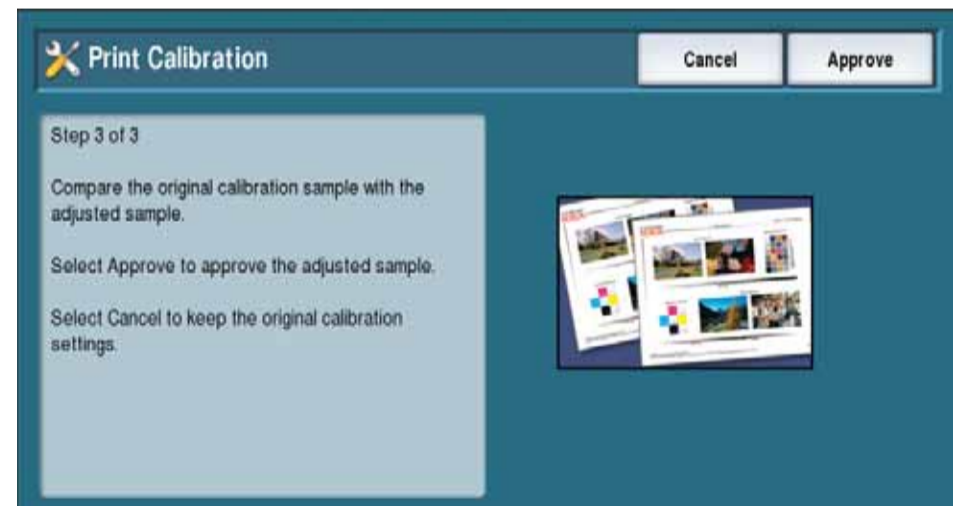 Print Calibration
Cancel
Approve
Step 3 of 3
Compare the original calibration sample with the
adjusted sample.
Select Approve to approve the adjusted sample.
Select Cancel to keep the original calibration
settings.